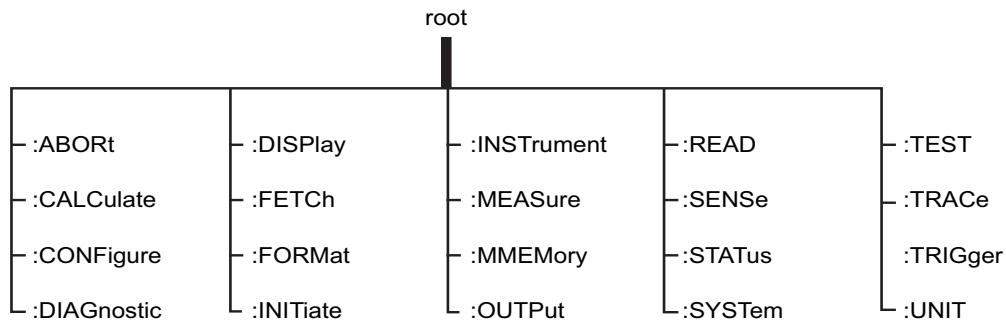 root
:ABORt
:CALCulate
:CONFigure
:DIAGnostic
:DISPlay
:FETCh
:FORMat
:INITiate
:INSTrument
:MEASure
:MMEMory
:OUTPut
:READ
:SENSe
:STATus
:SYSTem
:TEST
:TRACe
:TRIGger
:UNIT